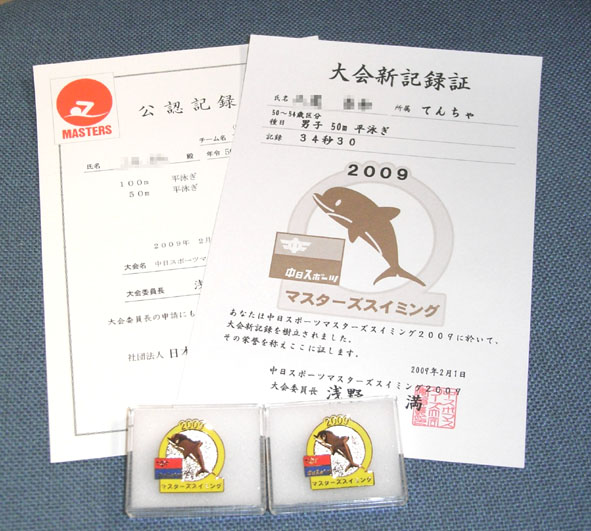 MASTERS
公認記録
チーム名
氏名
殿
年令
100m 平泳ぎ
50m 平泳ぎ
2009年2月
大会名 中日スポーツマスターズ
大会委員長 浅
大会委員長の申請にも
社団法人 日本
大会新記録証
氏名
所属 てんちゃ
50~54歳区分
種目 男子 50m 平泳ぎ
記録 34秒30
2009
中日スポーツ
マスターズスイミング
あなたは中日スポーツマスターズスイミング2009に於いて、
大会新記録を樹立されました。
その栄誉を称えここに証します。
2009年2月1日
中日スポーツマスターズスイミング2009
大会委員長 浅野 満
2009
マスターズスイミング
2009
マスターズスイミング